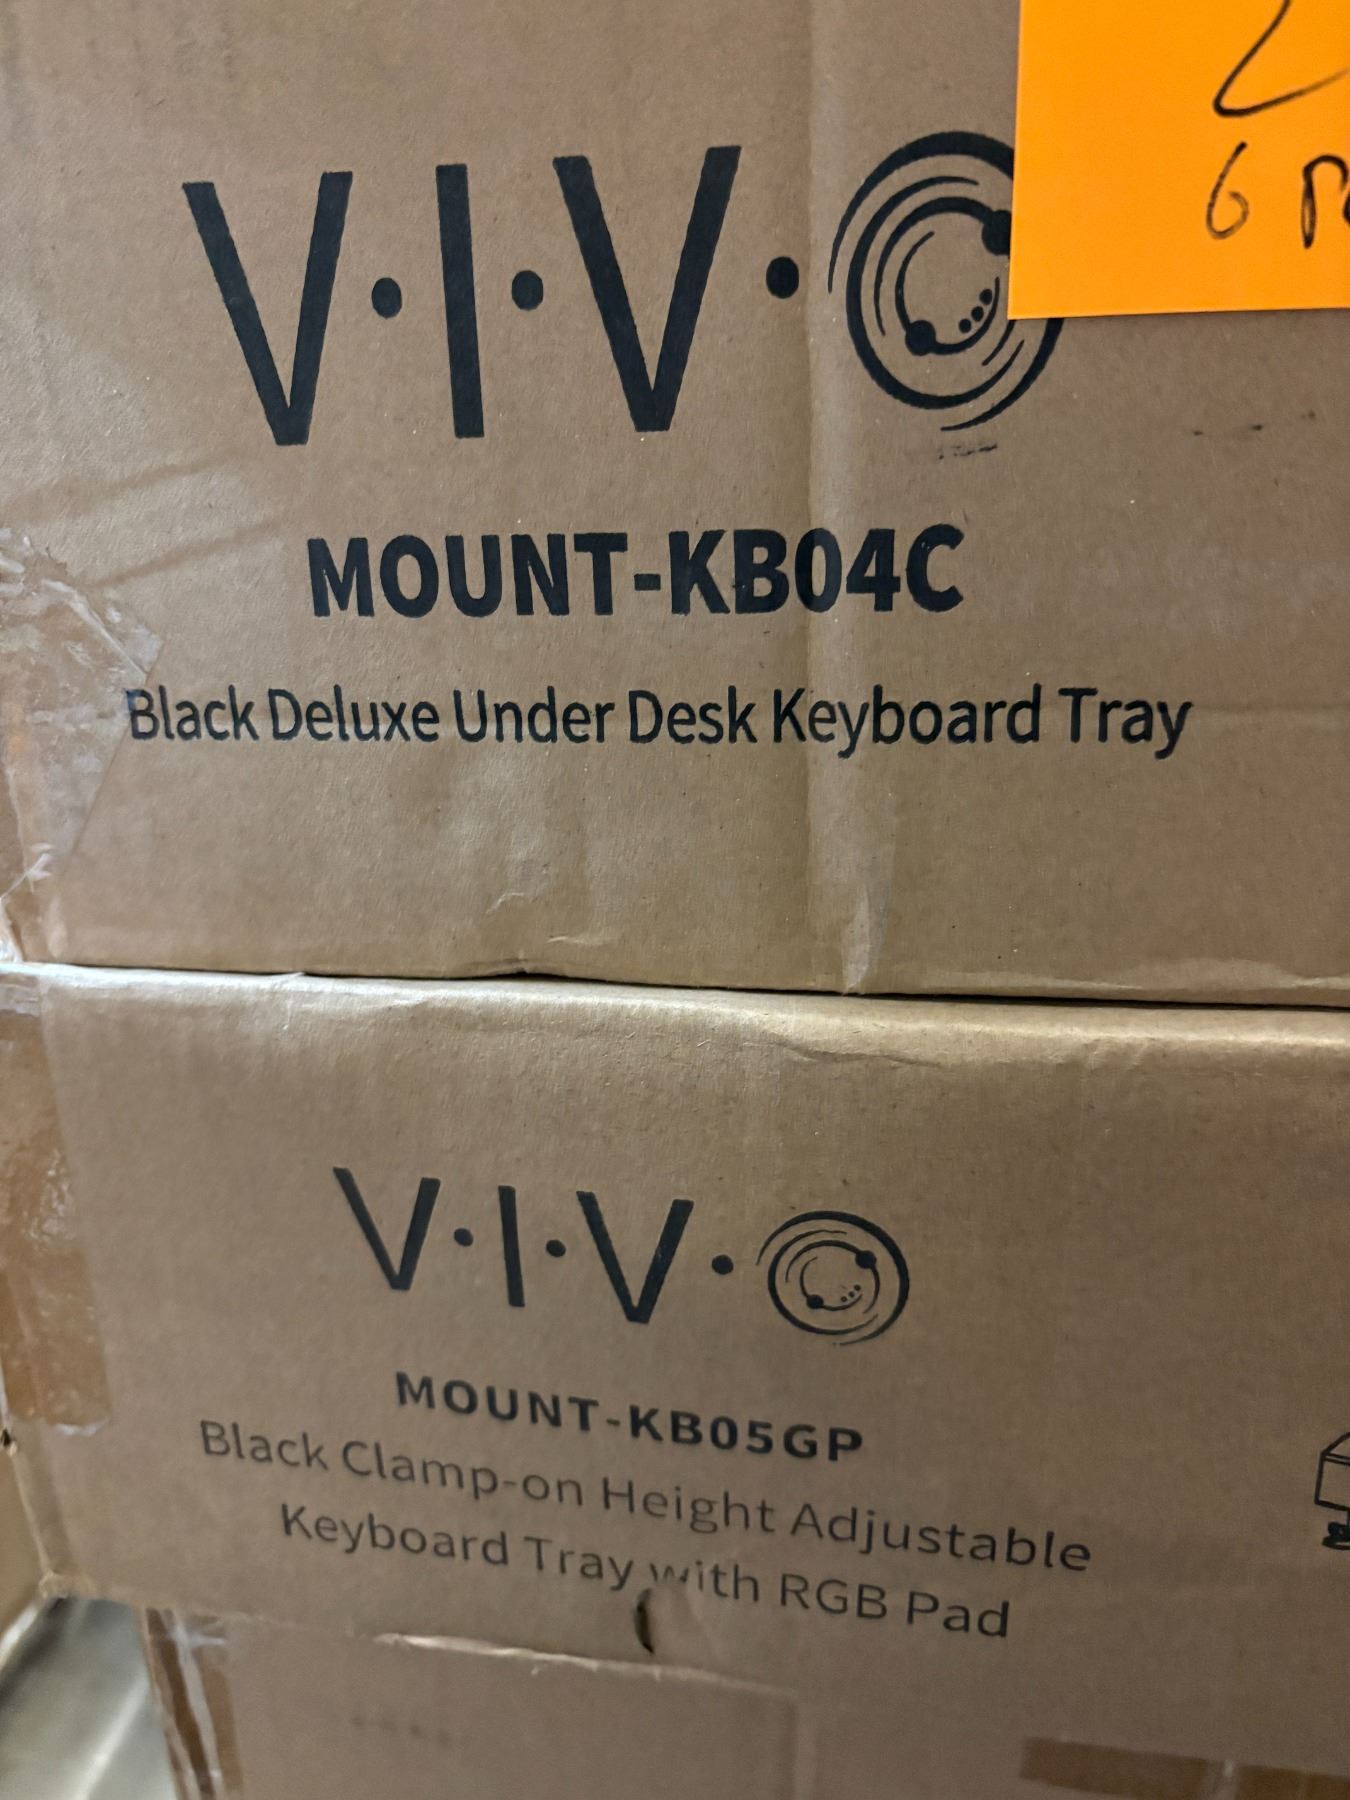 V·I·V·O
MOUNT-KB04C
Black Deluxe Under Desk Keyboard Tray
V·I·V·O
MOUNT-KB05GP
Black Clamp-on Height Adjustable
Keyboard Tray with RGB Pad
6